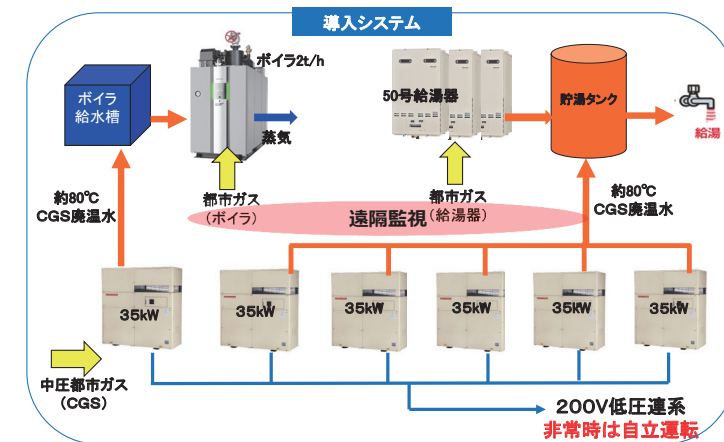 導入システム
ボイラ
給水槽
ボイラ2t/h
蒸気
50号給湯器
貯湯タンク
給湯
都市ガス
(ボイラ)
都市ガス
(給湯器)
遠隔監視
約80℃
CGS廃温水
約80℃
CGS廃温水
35kW
35kW
35kW
35kW
35kW
35kW
中圧都市ガス
(CGS)
200V低圧連系
非常時は自立運転